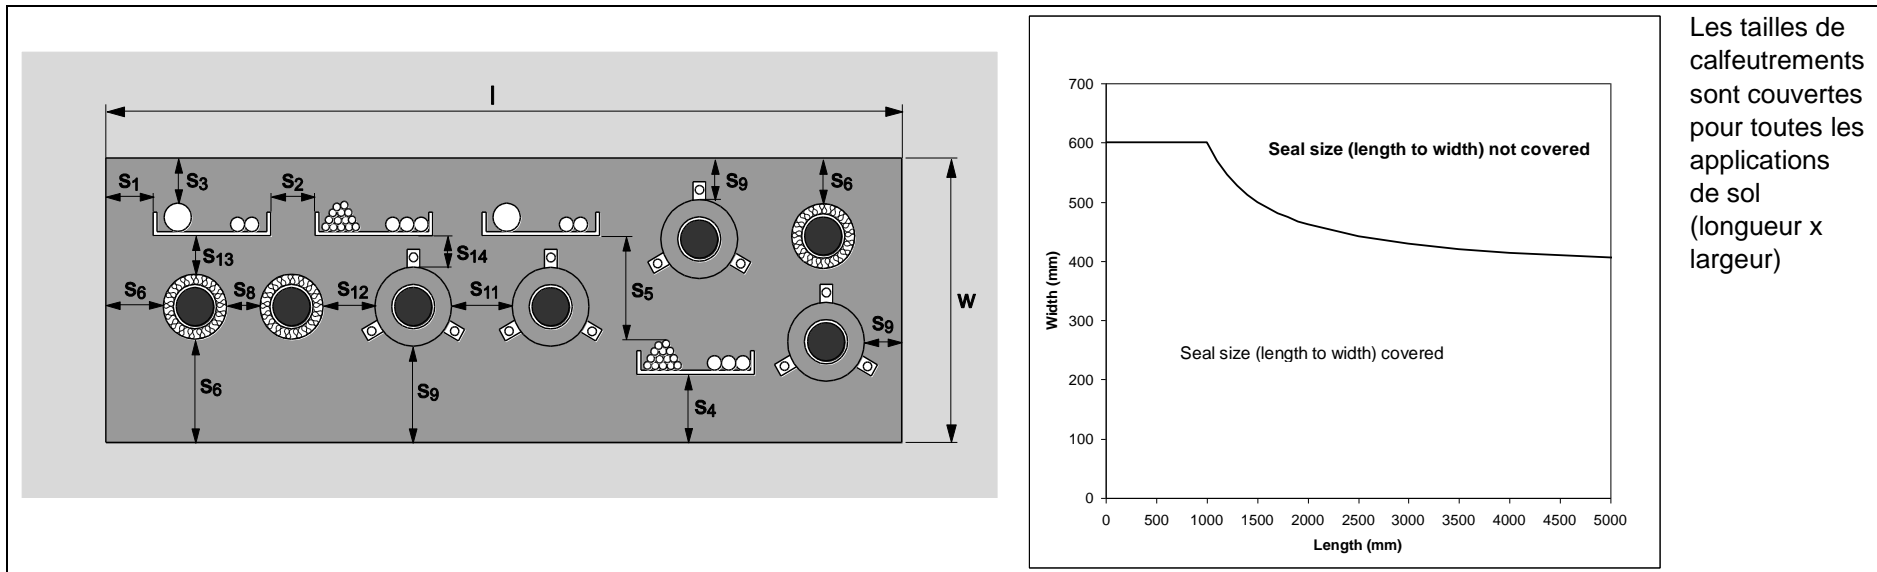 l
S1
S3
S2
S9
S6
S13
S14
S6
S8
S12
S11
S5
S9
w
S6
S9
S4
700
600
500
400
300
200
100
0
Width (mm)
Seal size (length to width) not covered
Seal size (length to width) covered
0 500 1000 1500 2000 2500 3000 3500 4000 4500 5000
Length (mm)
Les tailles de
calfeutrements
sont couvertes
pour toutes les
applications
de sol
(longueur x
largeur)